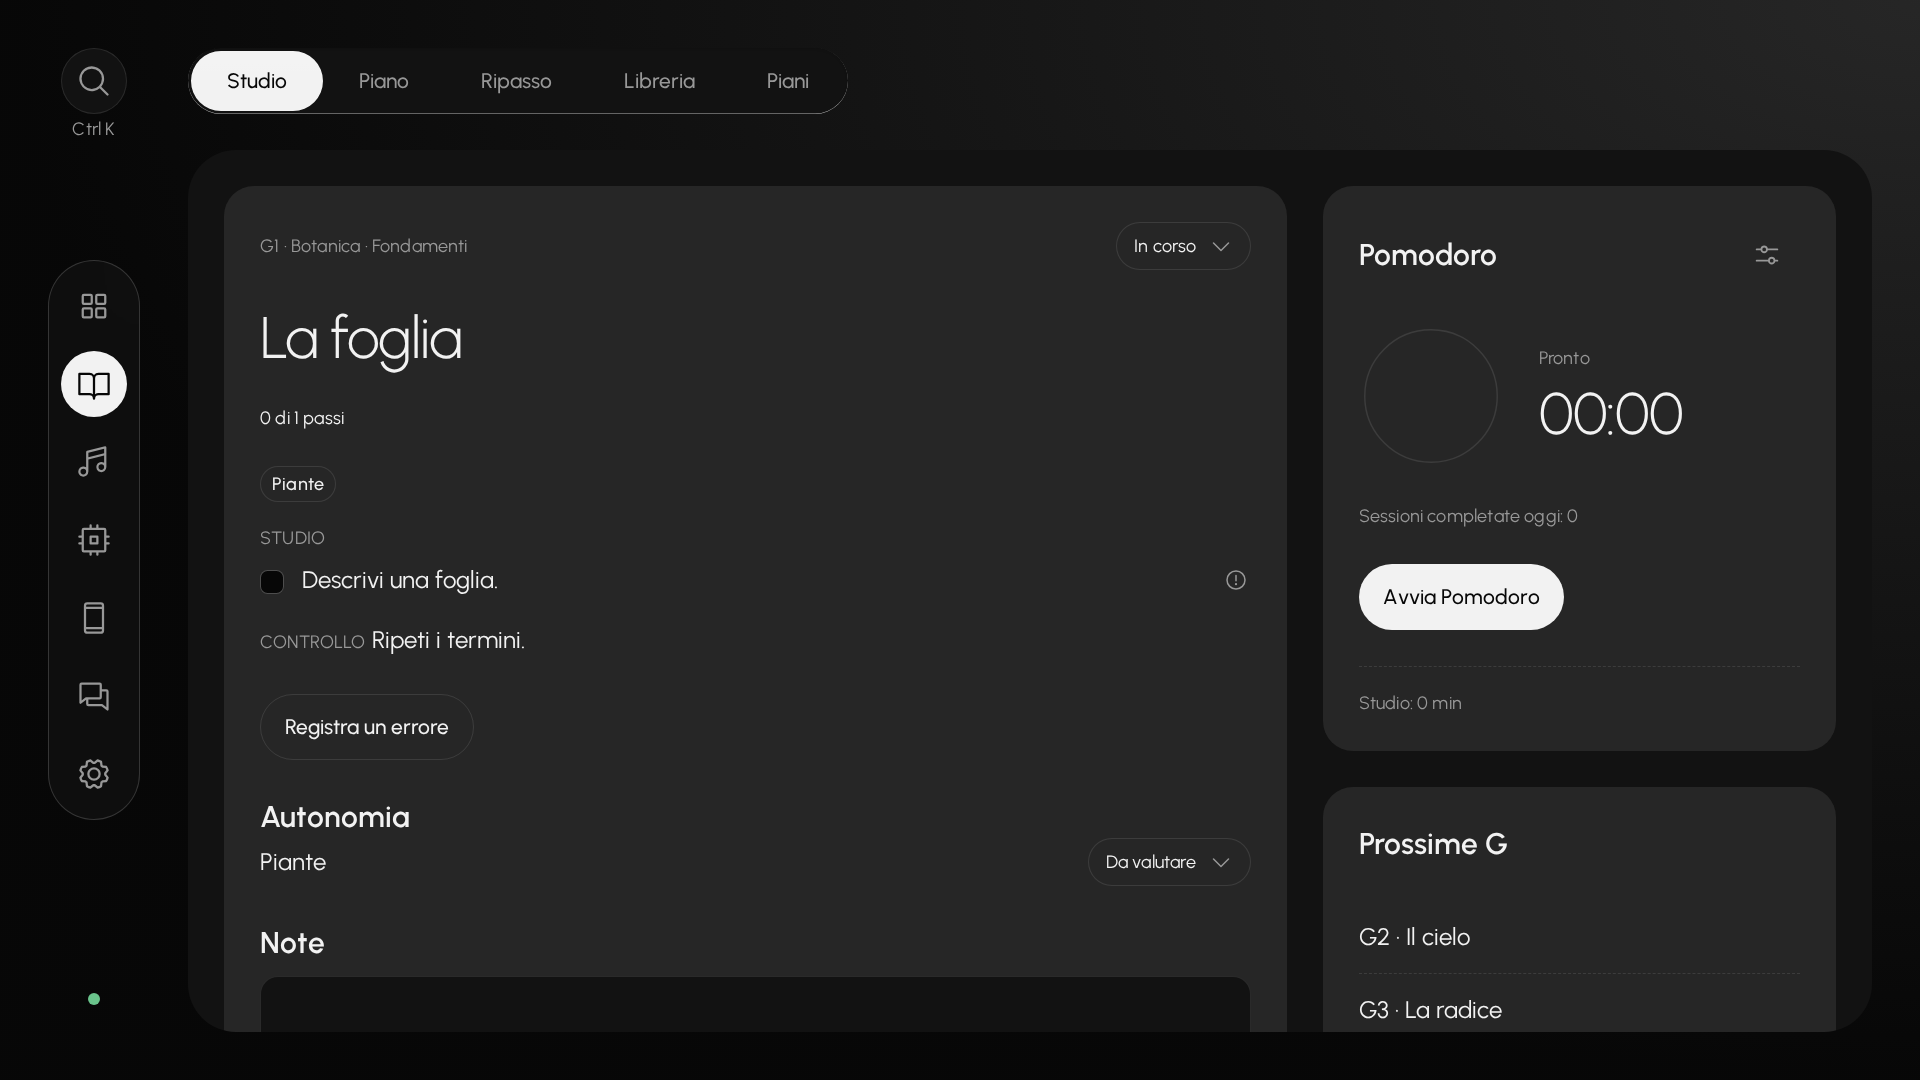 Ctrl K
Studio
Piano
Ripasso
Libreria
Piani
G1 · Botanica · Fondamenti
In corso
La foglia
0 di 1 passi
Piante
STUDIO
Descrivi una foglia.
CONTROLLO Ripeti i termini.
Registra un errore
Autonomia
Piante
Da valutare
Note
Pomodoro
Pronto
00:00
Sessioni completate oggi: 0
Avvia Pomodoro
Studio: 0 min
Prossime G
G2 · Il cielo
G3 · La radice